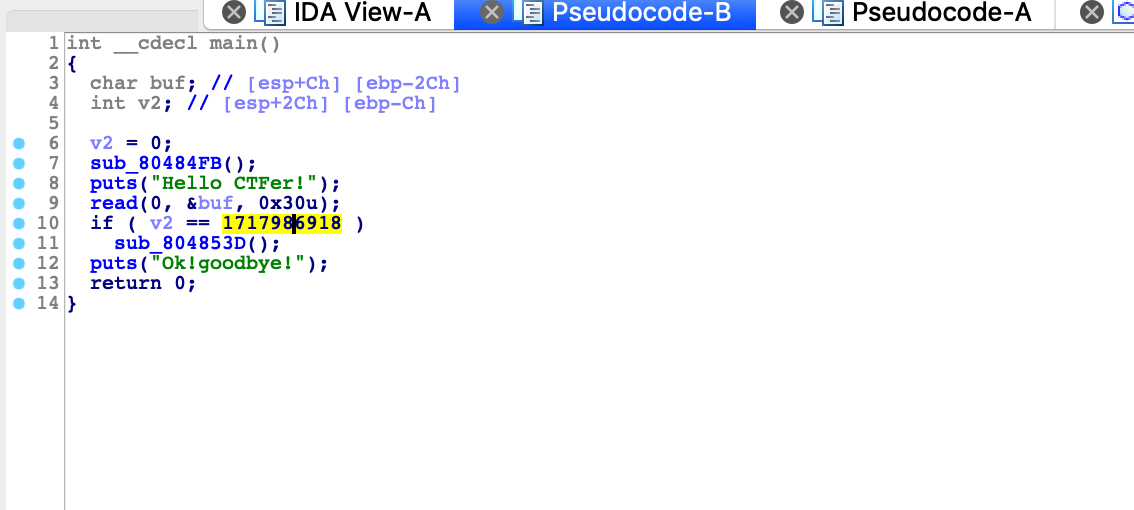 IDA View-A Pseudocode-B Pseudocode-A
1 int __cdecl main()
2 {
3   char buf; // [esp+Ch] [ebp-2Ch]
4   int v2; // [esp+2Ch] [ebp-Ch]
5
6   v2 = 0;
7   sub_80484FB();
8   puts("Hello CTFer!");
9   read(0, &buf, 0x30u);
10   if ( v2 == 1717986918 )
11     sub_804853D();
12   puts("Ok!goodbye!");
13   return 0;
14 }